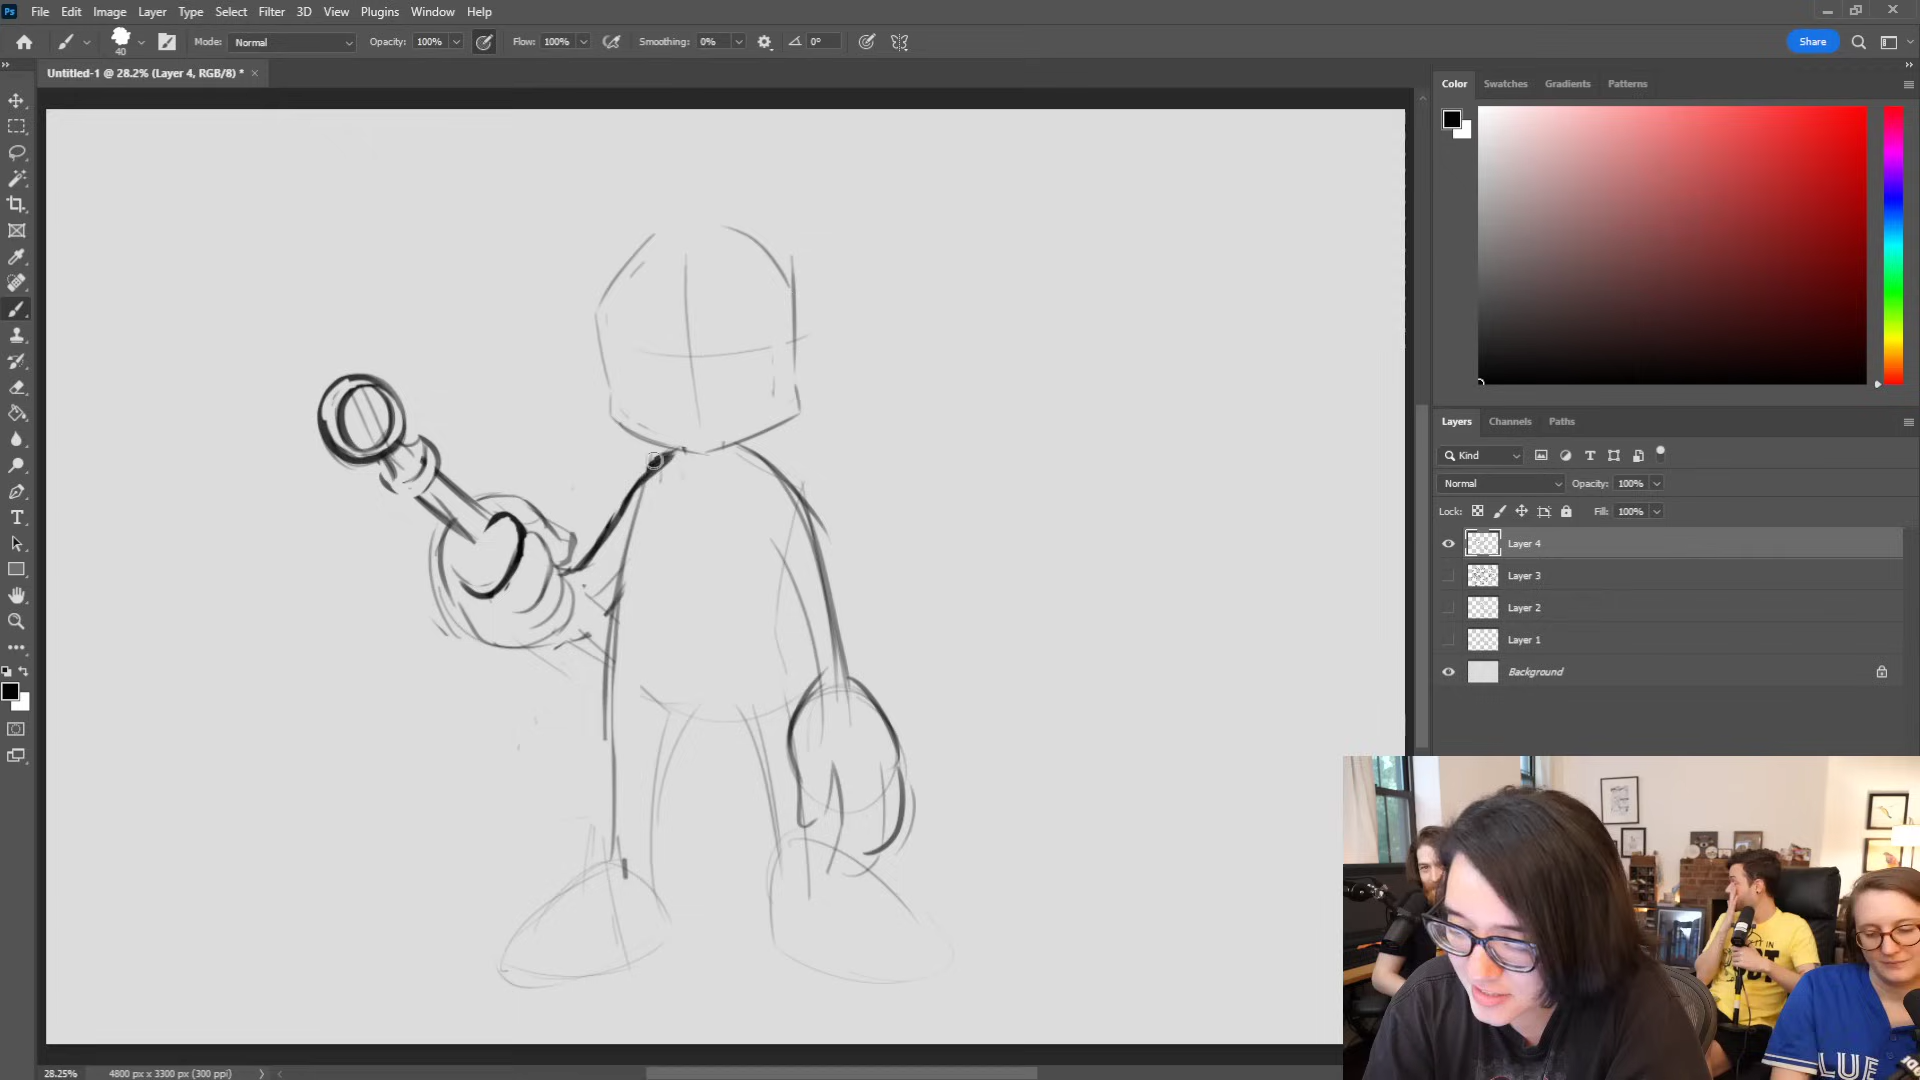 Ps File Edit Image Layer Type Select Filter 3D View Plugins Window Help
40 Mode: Normal Opacity: 100% Flow: 100% Smoothing: 0% 0° Share
Untitled-1 @ 28.2% (Layer 4, RGB/8) * ×
Color Swatches Gradients Patterns
Layers Channels Paths
Kind
Normal Opacity: 100%
Lock: Fill: 100%
Layer 4
Layer 3
Layer 2
Layer 1
Background
28.25% 4800 px x 3300 px (300 ppi)